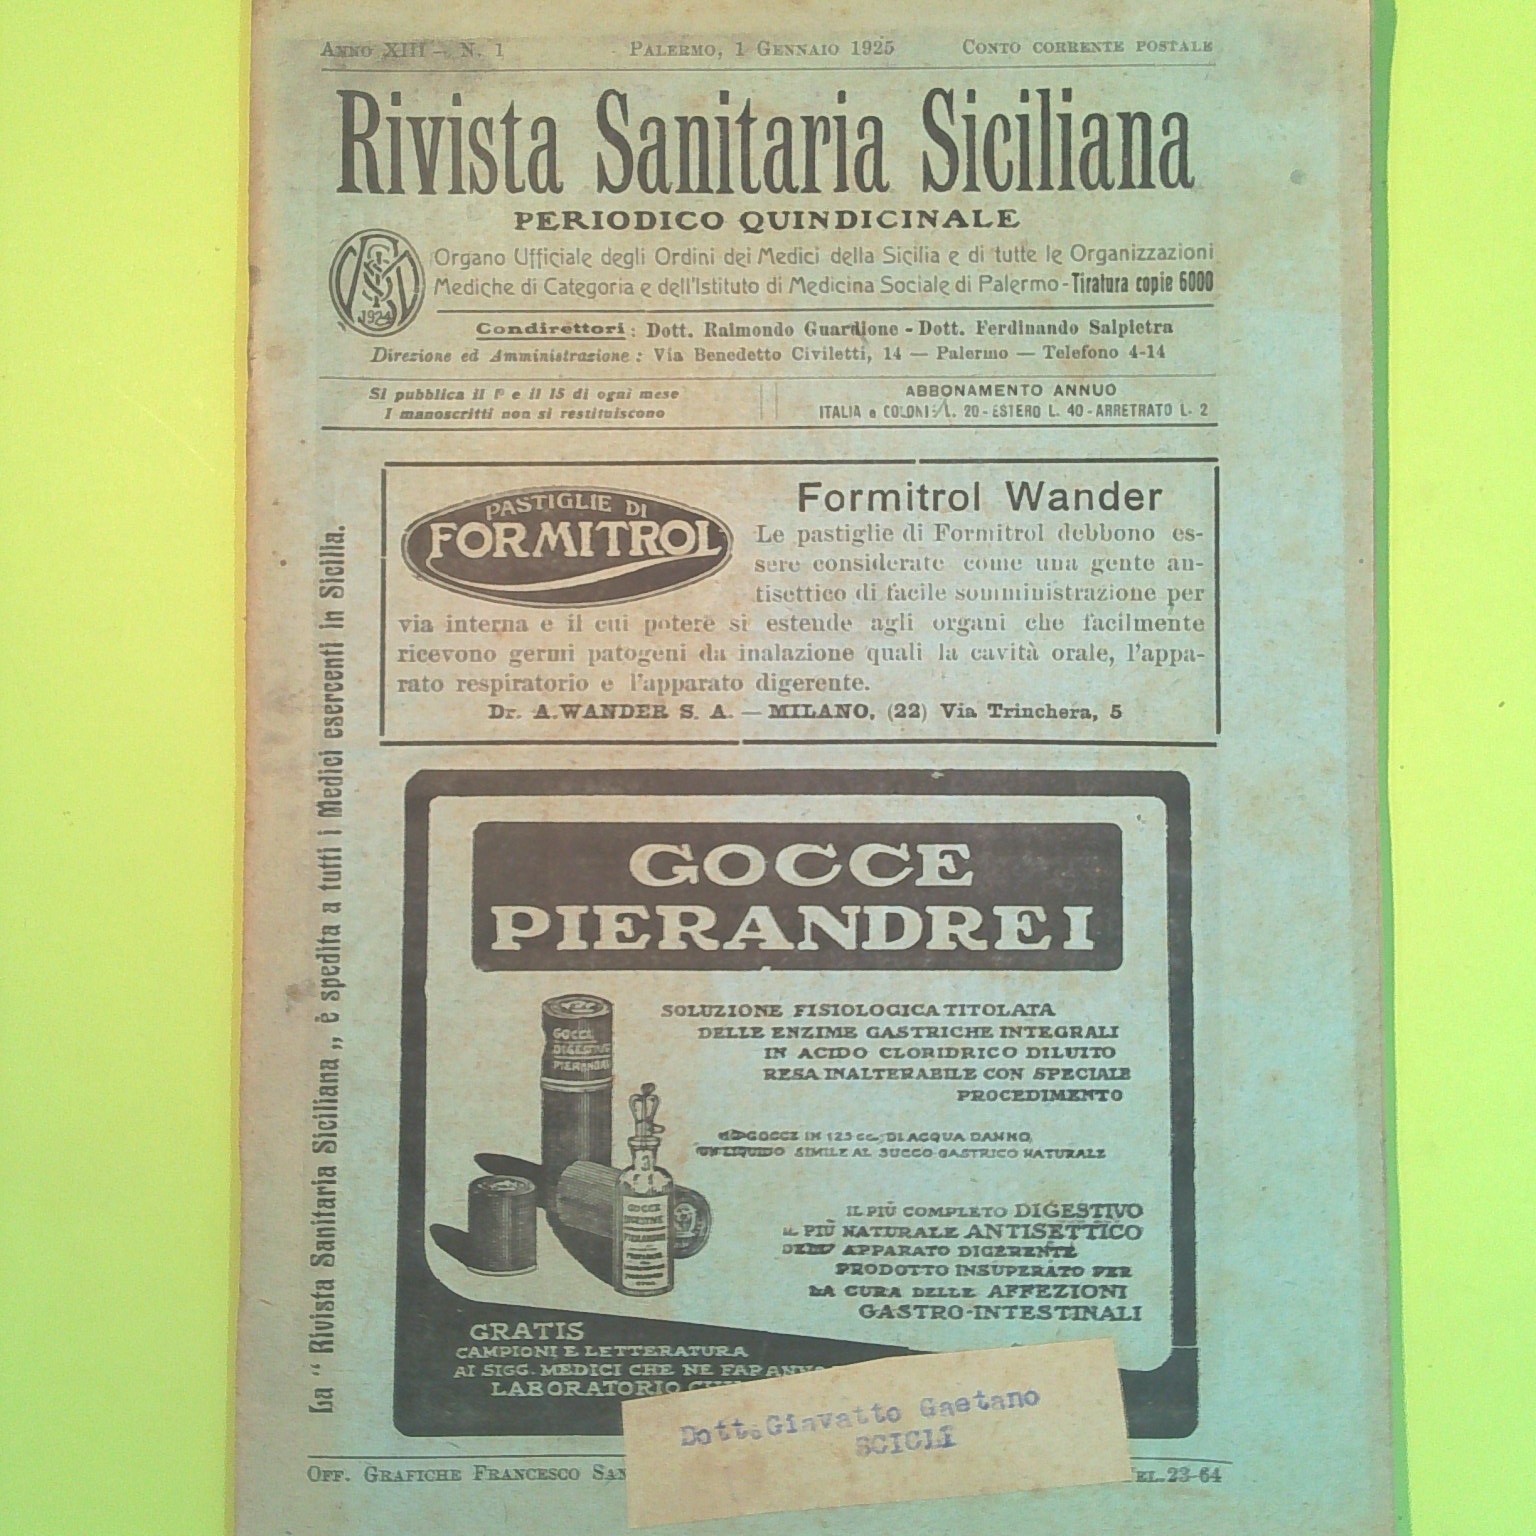 Anno XIII – N. 1 Palermo, 1 Gennaio 1925 Conto corrente postale
Rivista Sanitaria Siciliana
PERIODICO QUINDICINALE
Organo Ufficiale degli Ordini dei Medici della Sicilia e di tutte le Organizzazioni
Mediche di Categoria e dell'Istituto di Medicina Sociale di Palermo - Tiratura copie 6000
1924
Condirettori: Dott. Raimondo Guardione - Dott. Ferdinando Salpietra
Direzione ed Amministrazione: Via Benedetto Civiletti, 14 — Palermo — Telefono 4-14
Si pubblica il 1º e il 15 di ogni mese
I manoscritti non si restituiscono
ABBONAMENTO ANNUO
ITALIA e COLONIE L. 20 - ESTERO L. 40 - ARRETRATO L. 2
La " Rivista Sanitaria Siciliana „ è spedita a tutti i Medici esercenti in Sicilia.
PASTIGLIE DI
FORMITROL
Formitrol Wander
Le pastiglie di Formitrol debbono es-
sere considerate come una gente an-
tisettico di facile somministrazione per
via interna e il cui potere si estende agli organi che facilmente
ricevono germi patogeni da inalazione quali la cavità orale, l'appa-
rato respiratorio e l'apparato digerente.
Dr. A. WANDER S. A. — MILANO, (22) Via Trinchera, 5
GOCCE
PIERANDREI
SOLUZIONE FISIOLOGICA TITOLATA
DELLE ENZIME GASTRICHE INTEGRALI
IN ACIDO CLORIDRICO DILUITO
RESA INALTERABILE CON SPECIALE
PROCEDIMENTO
GOCCE IN 125 cc. DI ACQUA DANNO,
UN LIQUIDO SIMILE AL SUCCO GASTRICO NATURALE
GOCCE
DIGESTIVE
PIERANDREI
GOCCE
DIGESTIVE
PIERANDREI
IL PIÙ COMPLETO DIGESTIVO
IL PIÙ NATURALE ANTISETTICO
DELL'APPARATO DIGERENTE
PRODOTTO INSUPERATO PER
LA CURA DELLE AFFEZIONI
GASTRO-INTESTINALI
GRATIS
CAMPIONI E LETTERATURA
AI SIGG. MEDICI CHE NE FARANNO
LABORATORIO
Dott. Giavatto Gaetano
SCICLI
Off. Grafiche Francesco San Tel. 23-64